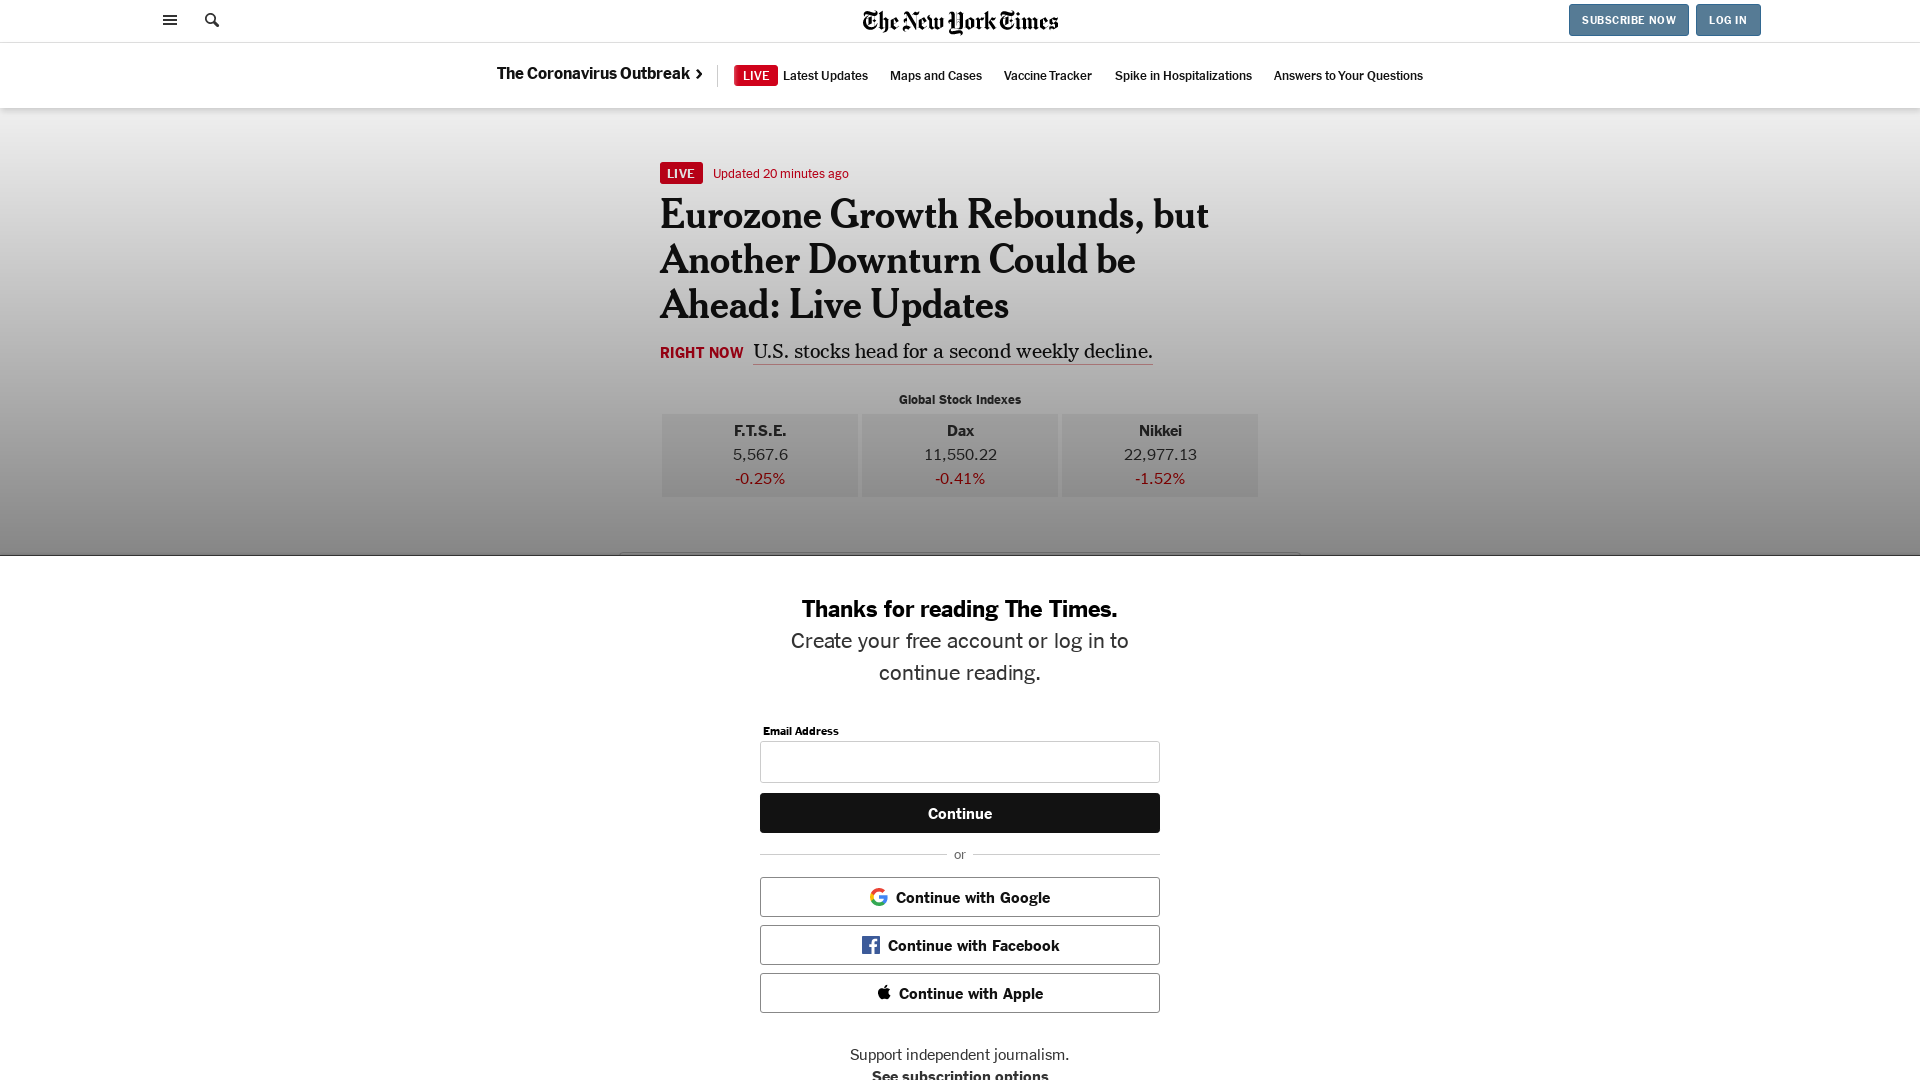 The New York Times
SUBSCRIBE NOW
LOG IN
The Coronavirus Outbreak
LIVE Latest Updates
Maps and Cases
Vaccine Tracker
Spike in Hospitalizations
Answers to Your Questions
LIVE Updated 20 minutes ago
Eurozone Growth Rebounds, but
Another Downturn Could be
Ahead: Live Updates
RIGHT NOW U.S. stocks head for a second weekly decline.
Global Stock Indexes
F.T.S.E.
5,567.6
-0.25%
Dax
11,550.22
-0.41%
Nikkei
22,977.13
-1.52%
Thanks for reading The Times.
Create your free account or log in to
continue reading.
Email Address
Continue
or
Continue with Google
Continue with Facebook
Continue with Apple
Support independent journalism.
See subscription options